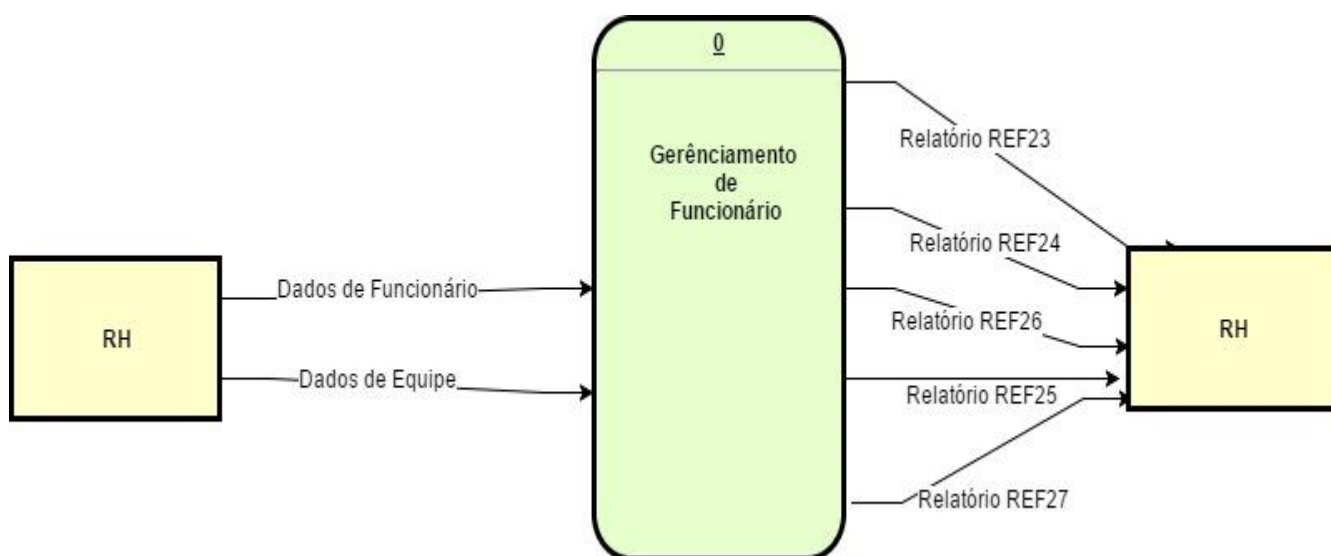 0
Gerênciamento
de
Funcionário
RH
Dados de Funcionário
Dados de Equipe
Relatório REF23
Relatório REF24
Relatório REF26
Relatório REF25
Relatório REF27
RH